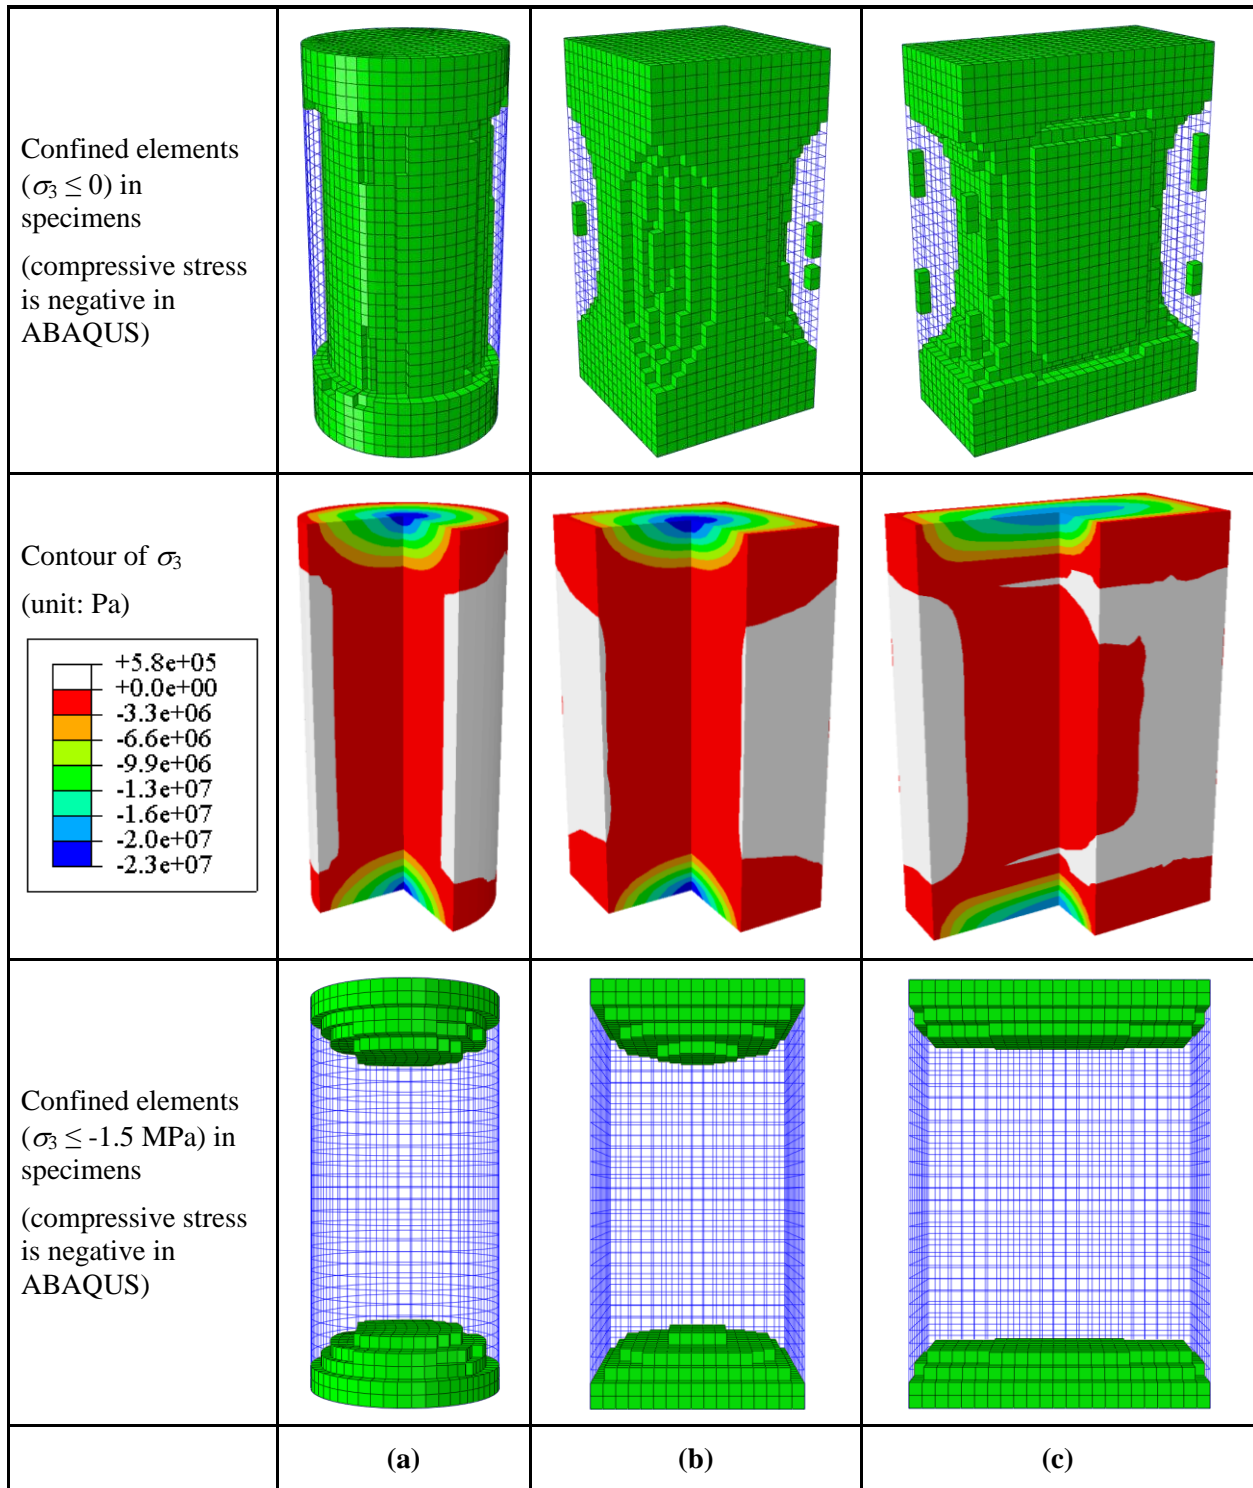 Confined elements
(σ3 ≤ 0) in
specimens
(compressive stress
is negative in
ABAQUS)
Contour of σ3
(unit: Pa)
+5.8e+05
+0.0e+00
-3.3e+06
-6.6e+06
-9.9e+06
-1.3e+07
-1.6e+07
-2.0e+07
-2.3e+07
Confined elements
(σ3 ≤ -1.5 MPa) in
specimens
(compressive stress
is negative in
ABAQUS)
(a) (b) (c)